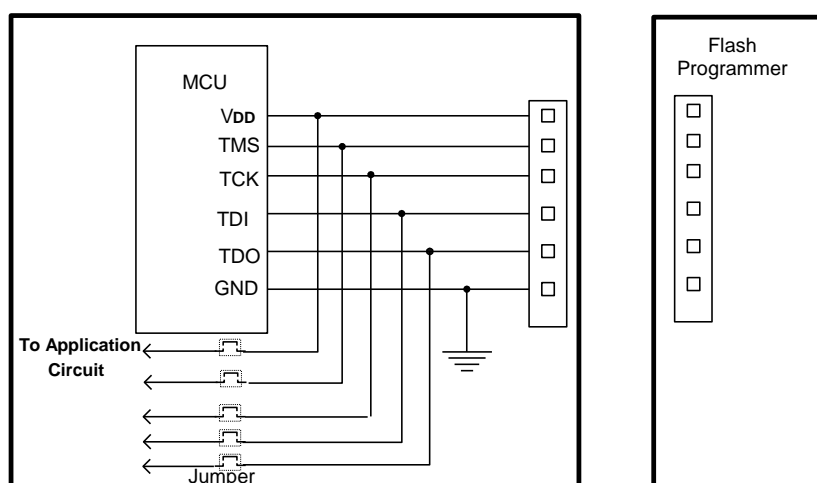 MCU
VDD
TMS
TCK
TDI
TDO
GND
To Application
Circuit
Jumper
Flash
Programmer